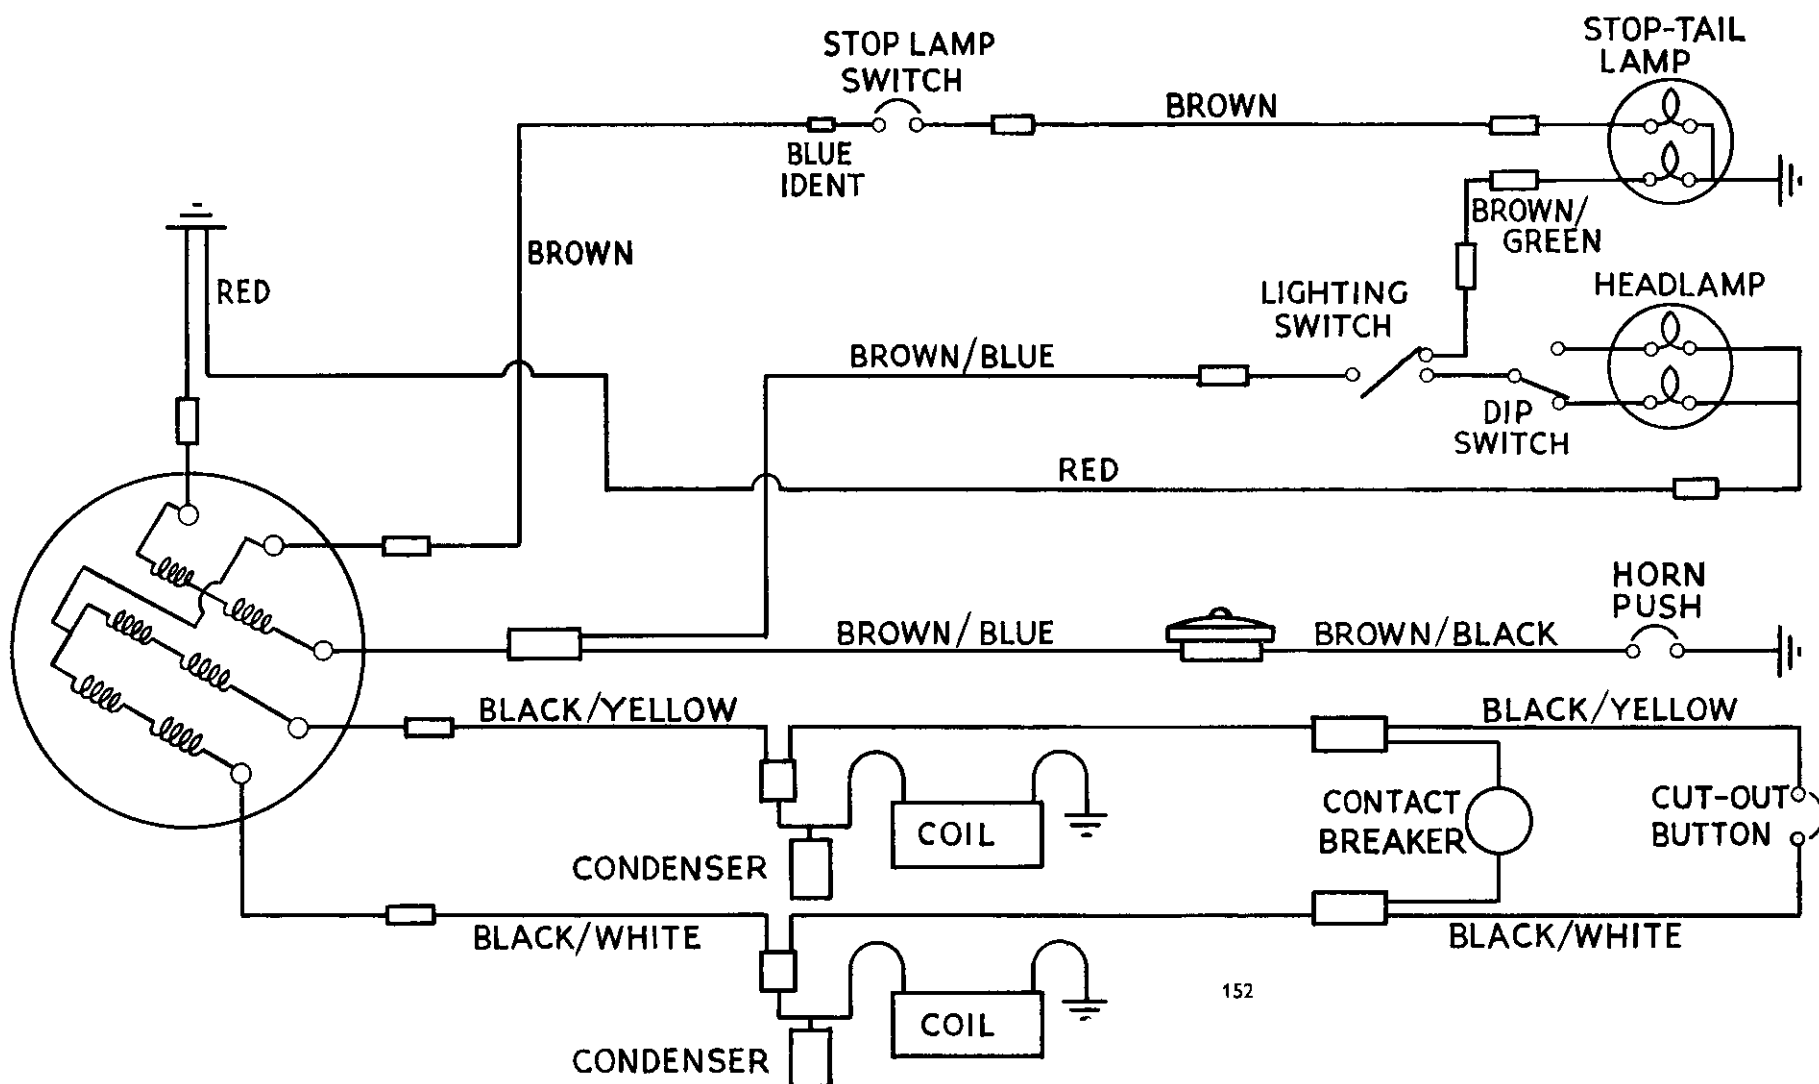 STOP LAMP
SWITCH
STOP-TAIL
LAMP
BROWN
BLUE
IDENT
BROWN/
GREEN
BROWN
RED
LIGHTING
SWITCH
HEADLAMP
BROWN/BLUE
DIP
SWITCH
RED
HORN
PUSH
BROWN/BLUE
BROWN/BLACK
BLACK/YELLOW
BLACK/YELLOW
CONTACT
BREAKER
CUT-OUT
BUTTON
COIL
CONDENSER
BLACK/WHITE
BLACK/WHITE
152
COIL
CONDENSER